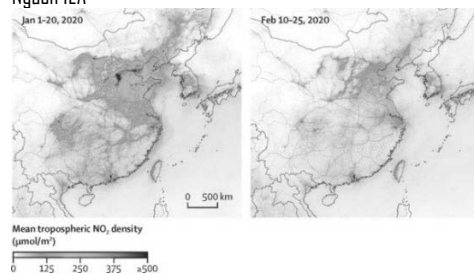 Nguồn IEA
Jan 1–20, 2020
Feb 10–25, 2020
0 500 km
Mean tropospheric NO₂ density
(μmol/m²)
0 125 250 375 ≥500